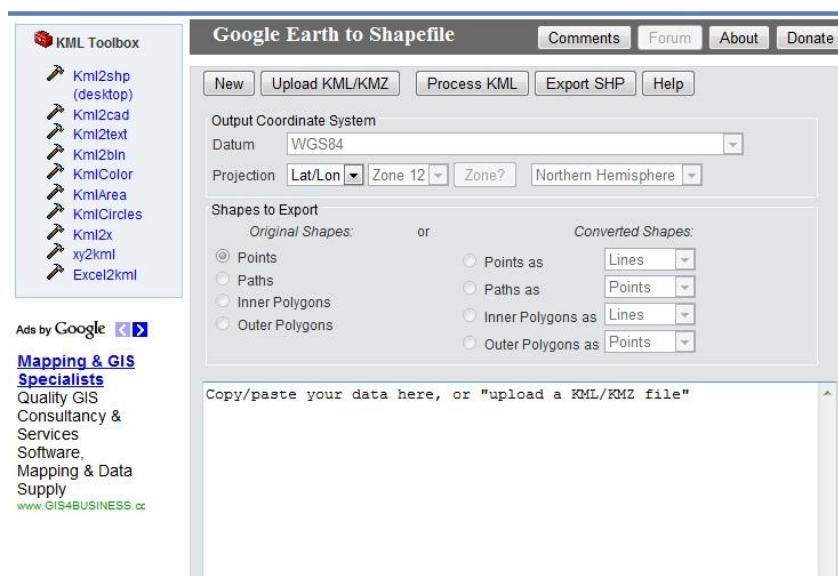 KML Toolbox
Kml2shp
(desktop)
Kml2cad
Kml2text
Kml2bln
KmlColor
KmlArea
KmlCircles
Kml2x
xy2kml
Excel2kml
Ads by Google
Mapping & GIS
Specialists
Quality GIS
Consultancy &
Services
Software,
Mapping & Data
Supply
www.GIS4BUSINESS.cc
Google Earth to Shapefile Comments Forum About Donate
New Upload KML/KMZ Process KML Export SHP Help
Output Coordinate System
Datum WGS84
Projection Lat/Lon Zone 12 Zone? Northern Hemisphere
Shapes to Export
Original Shapes: or Converted Shapes:
Points Points as Lines
Paths Paths as Points
Inner Polygons Inner Polygons as Lines
Outer Polygons Outer Polygons as Points
Copy/paste your data here, or "upload a KML/KMZ file"